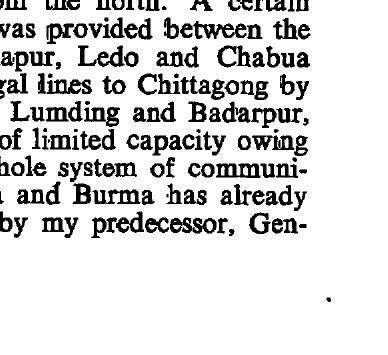 the north. A certain
was provided between the
apur, Ledo and Chabua
gal lines to Chittagong by
Lumding and Badarpur,
of limited capacity owing
hole system of communi-
and Burma has already
by my predecessor, Gen-